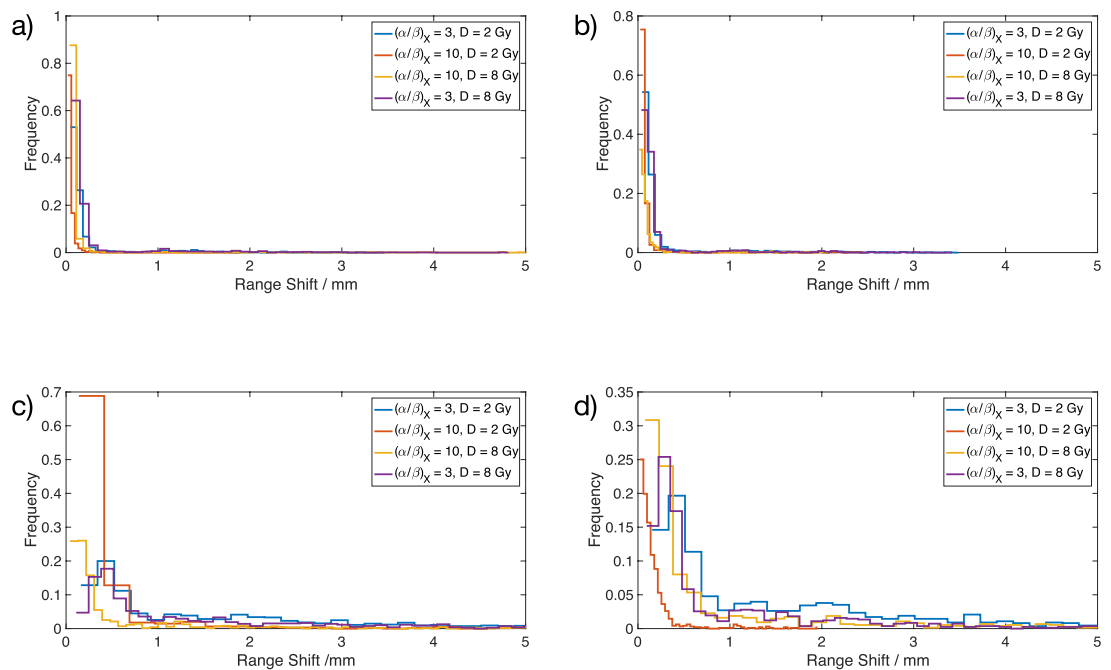 a)
1
0.8
0.6
0.4
0.2
0
Frequency
0 1 2 3 4 5
Range Shift / mm
(α/β)X = 3, D = 2 Gy
(α/β)X = 10, D = 2 Gy
(α/β)X = 10, D = 8 Gy
(α/β)X = 3, D = 8 Gy
b)
0.8
0.6
0.4
0.2
0
Frequency
0 1 2 3 4 5
Range Shift / mm
(α/β)X = 3, D = 2 Gy
(α/β)X = 10, D = 2 Gy
(α/β)X = 10, D = 8 Gy
(α/β)X = 3, D = 8 Gy
c)
0.7
0.6
0.5
0.4
0.3
0.2
0.1
0
Frequency
0 1 2 3 4 5
Range Shift /mm
(α/β)X = 3, D = 2 Gy
(α/β)X = 10, D = 2 Gy
(α/β)X = 10, D = 8 Gy
(α/β)X = 3, D = 8 Gy
d)
0.35
0.3
0.25
0.2
0.15
0.1
0.05
0
Frequency
0 1 2 3 4 5
Range Shift / mm
(α/β)X = 3, D = 2 Gy
(α/β)X = 10, D = 2 Gy
(α/β)X = 10, D = 8 Gy
(α/β)X = 3, D = 8 Gy